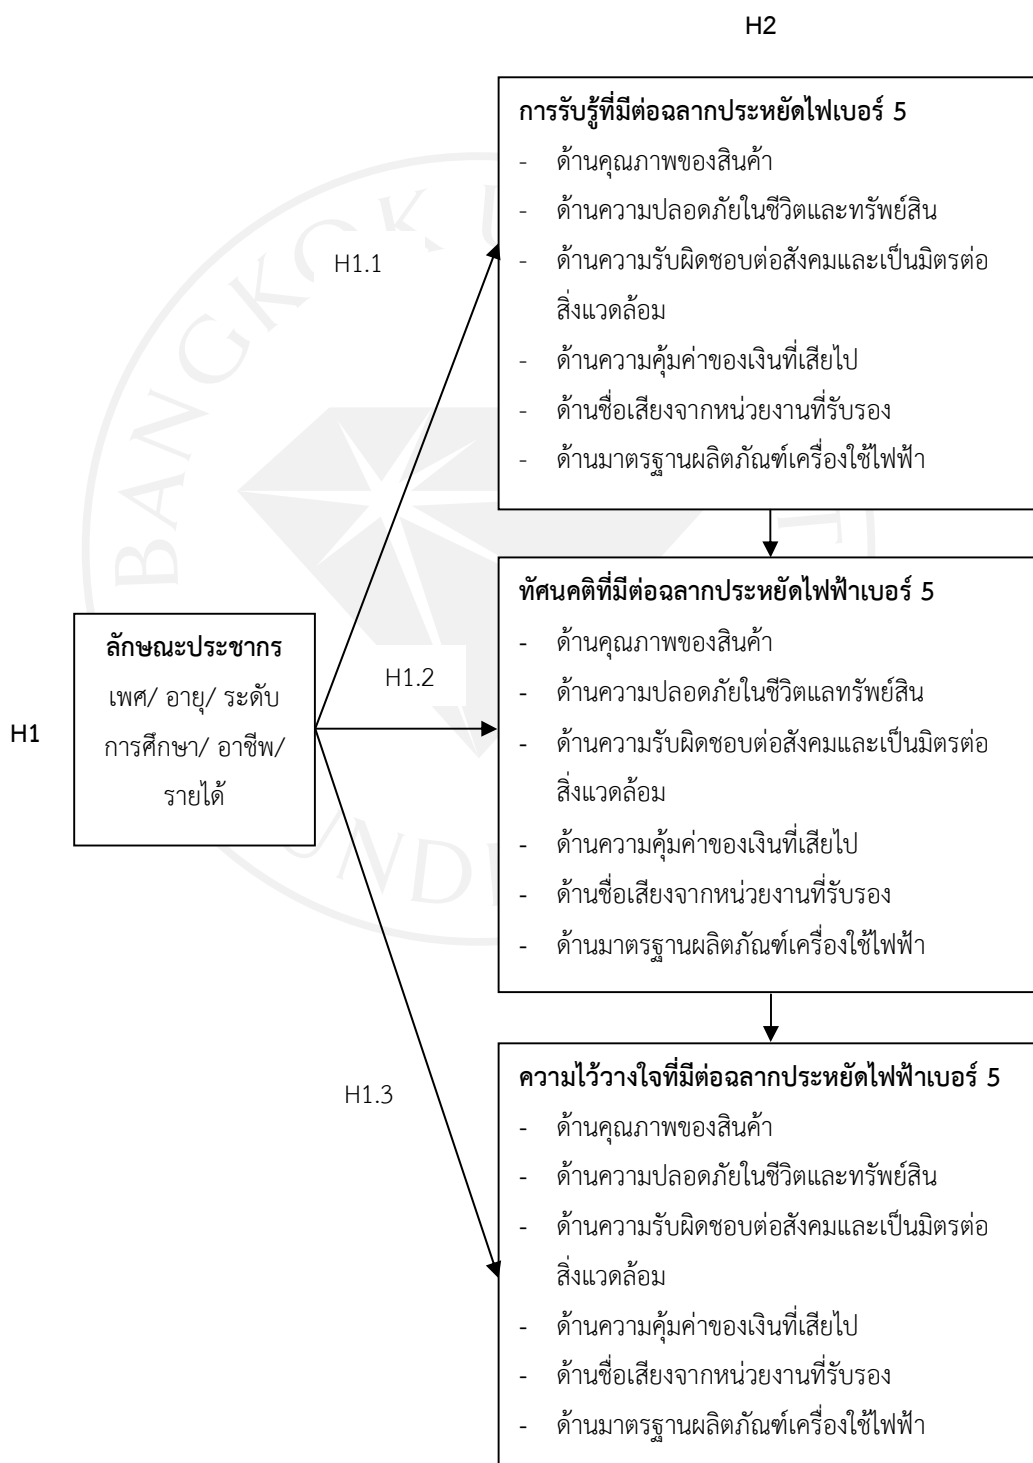 H2
การรับรู้ที่มีต่อฉลากประหยัดไฟเบอร์ 5
- ด้านคุณภาพของสินค้า
- ด้านความปลอดภัยในชีวิตและทรัพย์สิน
- ด้านความรับผิดชอบต่อสังคมและเป็นมิตรต่อ
สิ่งแวดล้อม
- ด้านความคุ้มค่าของเงินที่เสียไป
- ด้านชื่อเสียงจากหน่วยงานที่รับรอง
- ด้านมาตรฐานผลิตภัณฑ์เครื่องใช้ไฟฟ้า
H1.1
H1
ลักษณะประชากร
เพศ/ อายุ/ ระดับ
การศึกษา/ อาชีพ/
รายได้
H1.2
ทัศนคติที่มีต่อฉลากประหยัดไฟฟ้าเบอร์ 5
- ด้านคุณภาพของสินค้า
- ด้านความปลอดภัยในชีวิตแลทรัพย์สิน
- ด้านความรับผิดชอบต่อสังคมและเป็นมิตรต่อ
สิ่งแวดล้อม
- ด้านความคุ้มค่าของเงินที่เสียไป
- ด้านชื่อเสียงจากหน่วยงานที่รับรอง
- ด้านมาตรฐานผลิตภัณฑ์เครื่องใช้ไฟฟ้า
H1.3
ความไว้วางใจที่มีต่อฉลากประหยัดไฟฟ้าเบอร์ 5
- ด้านคุณภาพของสินค้า
- ด้านความปลอดภัยในชีวิตและทรัพย์สิน
- ด้านความรับผิดชอบต่อสังคมและเป็นมิตรต่อ
สิ่งแวดล้อม
- ด้านความคุ้มค่าของเงินที่เสียไป
- ด้านชื่อเสียงจากหน่วยงานที่รับรอง
- ด้านมาตรฐานผลิตภัณฑ์เครื่องใช้ไฟฟ้า
BANGKOK